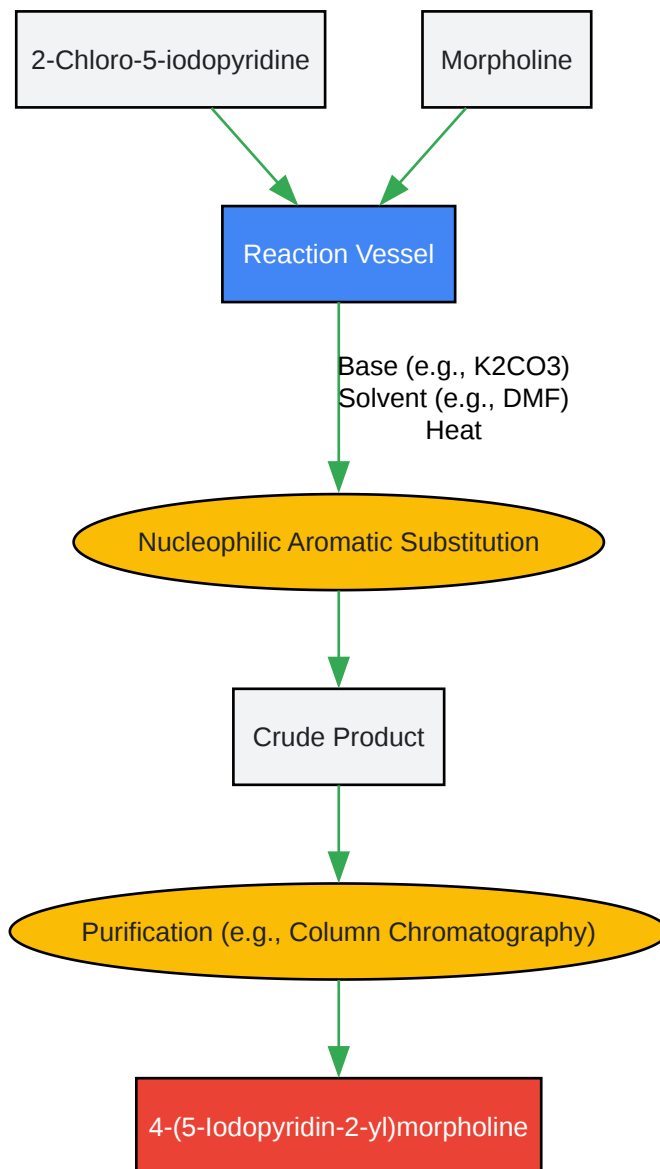 2-Chloro-5-iodopyridine
Morpholine
Reaction Vessel
Base (e.g., K2CO3)
Solvent (e.g., DMF)
Heat
Nucleophilic Aromatic Substitution
Crude Product
Purification (e.g., Column Chromatography)
4-(5-Iodopyridin-2-yl)morpholine